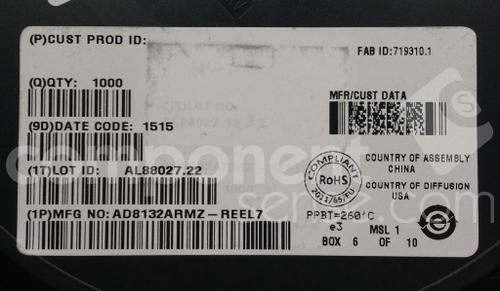 (P)CUST PROD ID:
FAB ID:719310.1
(Q)QTY: 1000
MFR/CUST DATA
(9D)DATE CODE: 1515
(1T)LOT ID: AL88027.22
COUNTRY OF ASSEMBLY
CHINA
COUNTRY OF DIFFUSION
USA
COMPLIANT
RoHS
2011/65/EU
(1P)MFG NO: AD8132ARMZ-REEL7
PPBT=260°C
e3
MSL 1
BOX 6 OF 10
component
sense.com